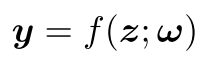 𝒚 = f(𝒛; 𝝎)